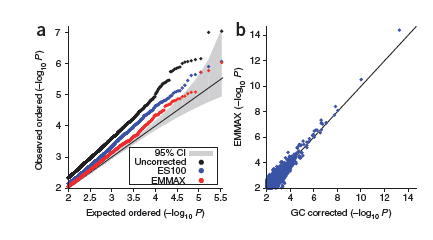 a
b
Observed ordered (–log10 P)
7
6
5
4
3
2
95% CI
Uncorrected
ES100
EMMAX
2 2.5 3 3.5 4 4.5 5 5.5
Expected ordered (–log10 P)
EMMAX (–log10 P)
14
12
10
8
6
4
2
2 4 6 8 10 12 14
GC corrected (–log10 P)